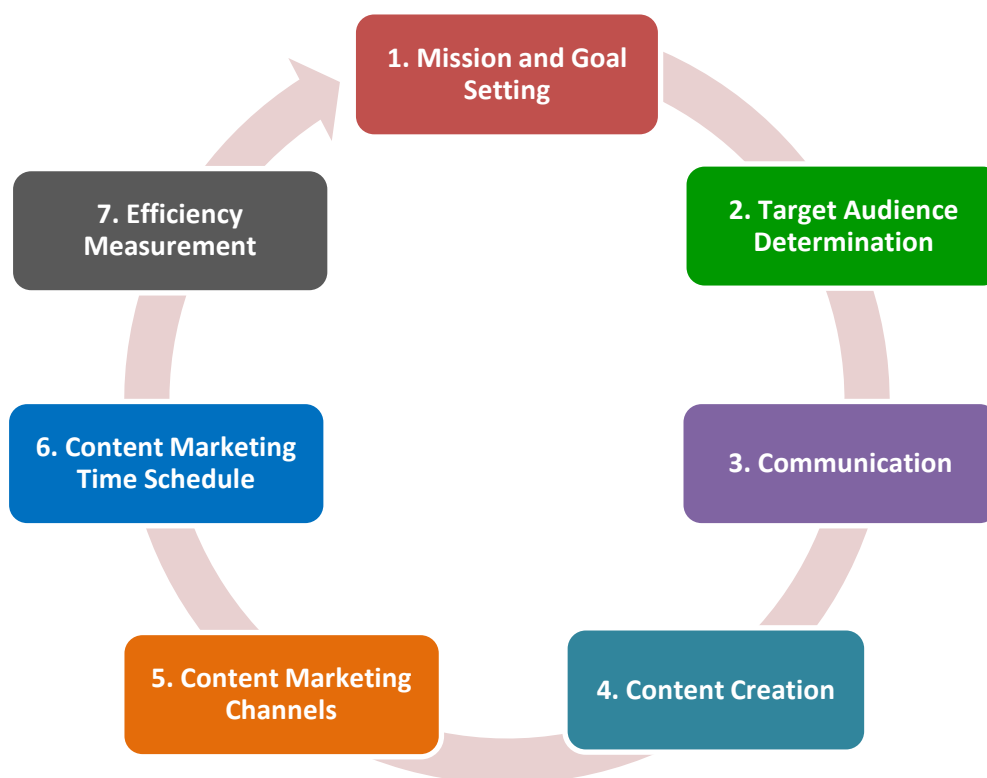 1. Mission and Goal
Setting
2. Target Audience
Determination
3. Communication
4. Content Creation
5. Content Marketing
Channels
6. Content Marketing
Time Schedule
7. Efficiency
Measurement